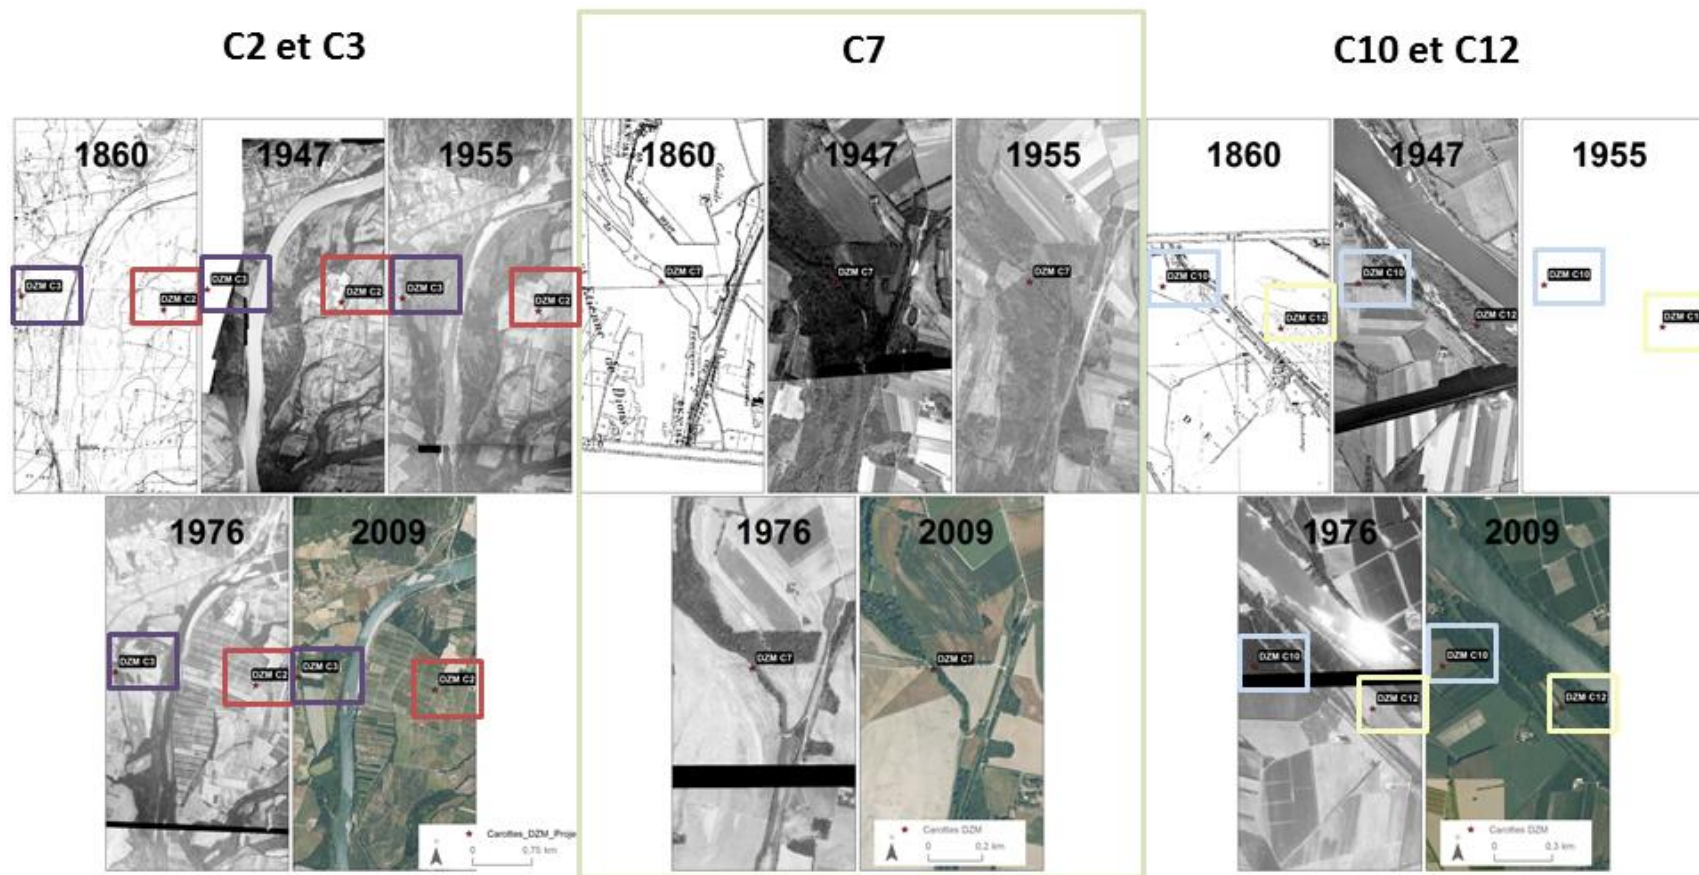 C2 et C3
C7
C10 et C12
1860
1947
1955
1860
1947
1955
1860
1947
1955
DZM C3
DZM C2
DZM C3
DZM C2
DZM C3
DZM C2
DZM C7
DZM C7
DZM C7
DZM C10
DZM C12
DZM C10
DZM C12
DZM C10
DZM C1
1976
2009
1976
2009
1976
2009
DZM C3
DZM C2
DZM C3
DZM C2
DZM C7
DZM C7
DZM C10
DZM C12
DZM C10
DZM C12
Carottes_DZM_Proje
0 0,75 km
Carottes DZM
0 0,2 km
Carottes DZM
0 0,3 km